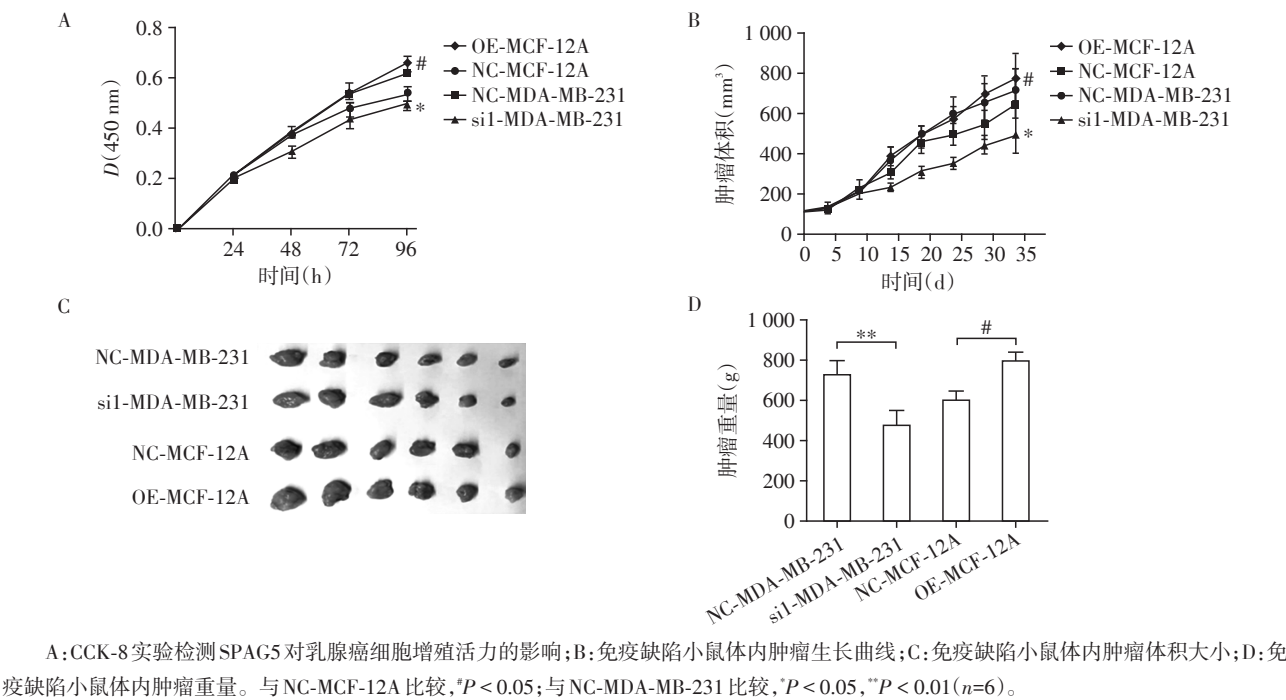 A
0.8
0.6
0.4
0.2
0.0
D(450 nm)
24
48
72
96
时间(h)
#
*
OE-MCF-12A
NC-MCF-12A
NC-MDA-MB-231
si1-MDA-MB-231
B
1 000
800
600
400
200
0
肿瘤体积(mm³)
0
5
10
15
20
25
30
35
时间(d)
#
*
OE-MCF-12A
NC-MCF-12A
NC-MDA-MB-231
si1-MDA-MB-231
C
NC-MDA-MB-231
si1-MDA-MB-231
NC-MCF-12A
OE-MCF-12A
D
1 000
800
600
400
800
0
肿瘤重量(g)
**
#
NC-MDA-MB-231
si1-MDA-MB-231
NC-MCF-12A
OE-MCF-12A
A:CCK-8实验检测SPAG5对乳腺癌细胞增殖活力的影响;B:免疫缺陷小鼠体内肿瘤生长曲线;C:免疫缺陷小鼠体内肿瘤体积大小;D:免
疫缺陷小鼠体内肿瘤重量。与NC-MCF-12A比较,#P<0.05;与NC-MDA-MB-231比较,*P<0.05,**P<0.01(n=6)。